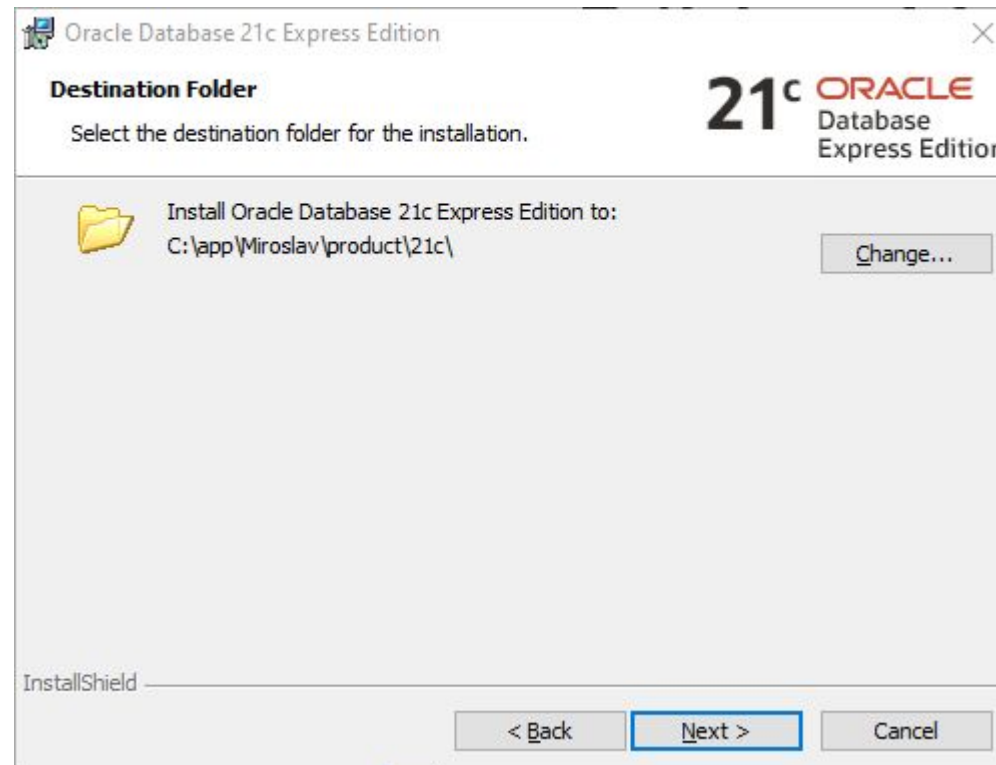 Oracle Database 21c Express Edition
Destination Folder
Select the destination folder for the installation.
21c ORACLE
Database
Express Edition
Install Oracle Database 21c Express Edition to:
C:\app\Miroslav\product\21c\
Change...
InstallShield
< Back
Next >
Cancel